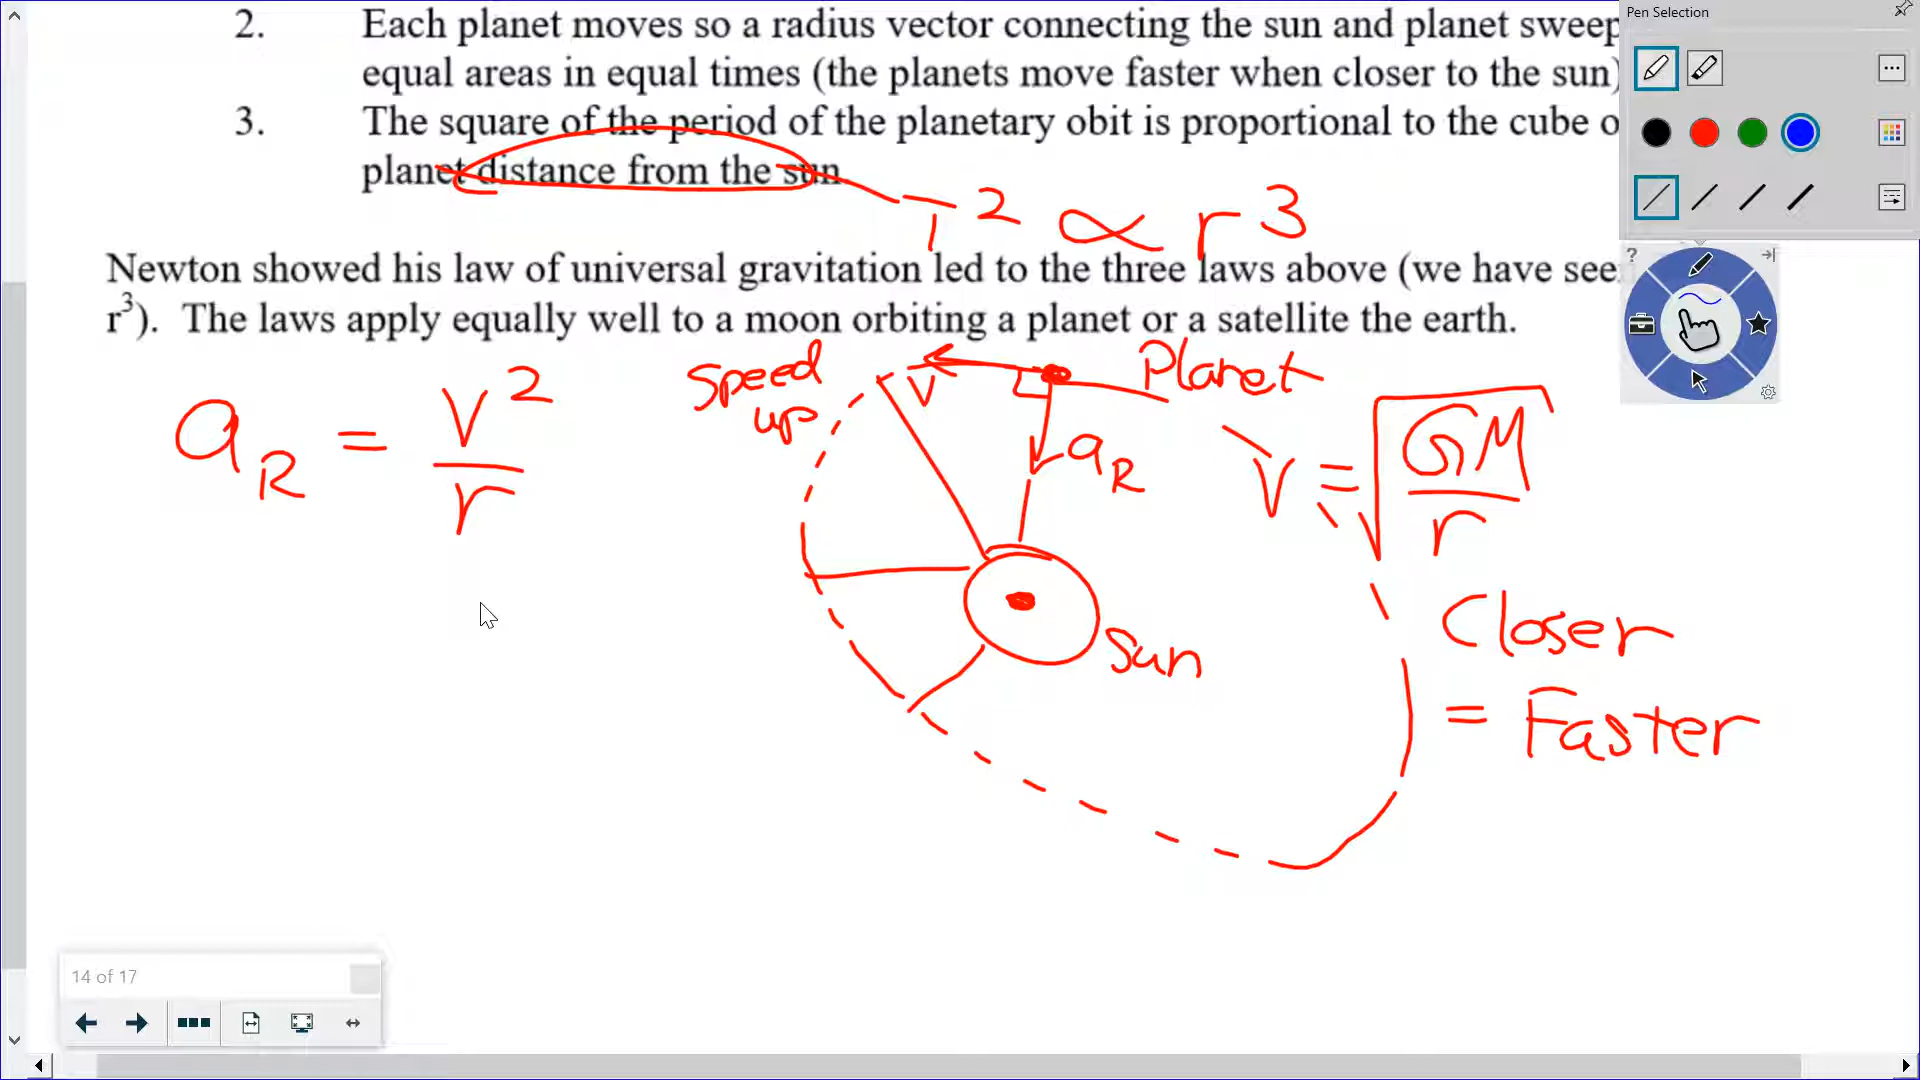 2. Each planet moves so a radius vector connecting the sun and planet sweep
equal areas in equal times (the planets move faster when closer to the sun)
3. The square of the period of the planetary obit is proportional to the cube o
planet distance from the sun
T² ∝ r³
Newton showed his law of universal gravitation led to the three laws above (we have see
r³). The laws apply equally well to a moon orbiting a planet or a satellite the earth.
Speed
up
V
Planet
a_R = V²/r
a_R
V = √(GM/r)
Sun
Closer
= Faster
Pen Selection
?
14 of 17